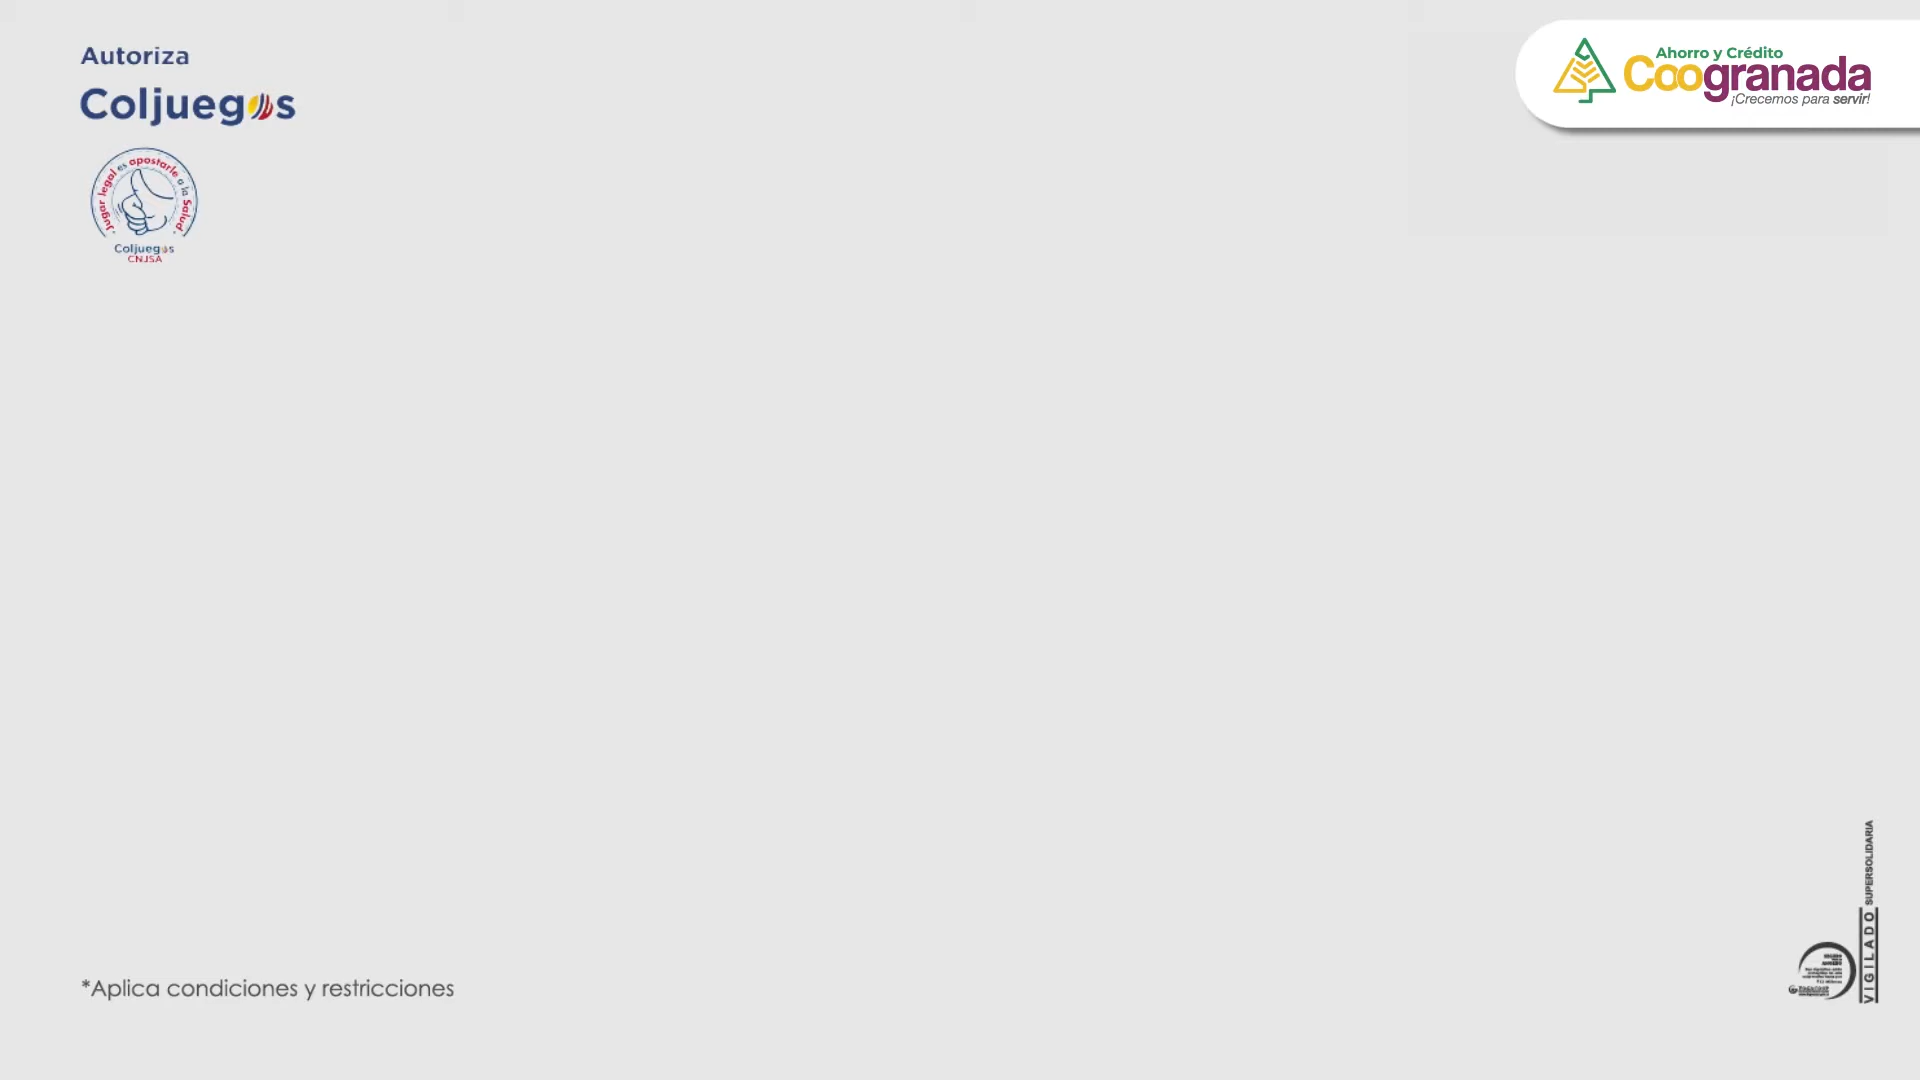 Autoriza
Coljuegos
Jugar legal es apostarle a la Salud
Coljuegos
CNJSA
Ahorro y Crédito
Coogranada
¡Crecemos para servir!
VIGILADO SUPERSOLIDARIA
*Aplica condiciones y restricciones